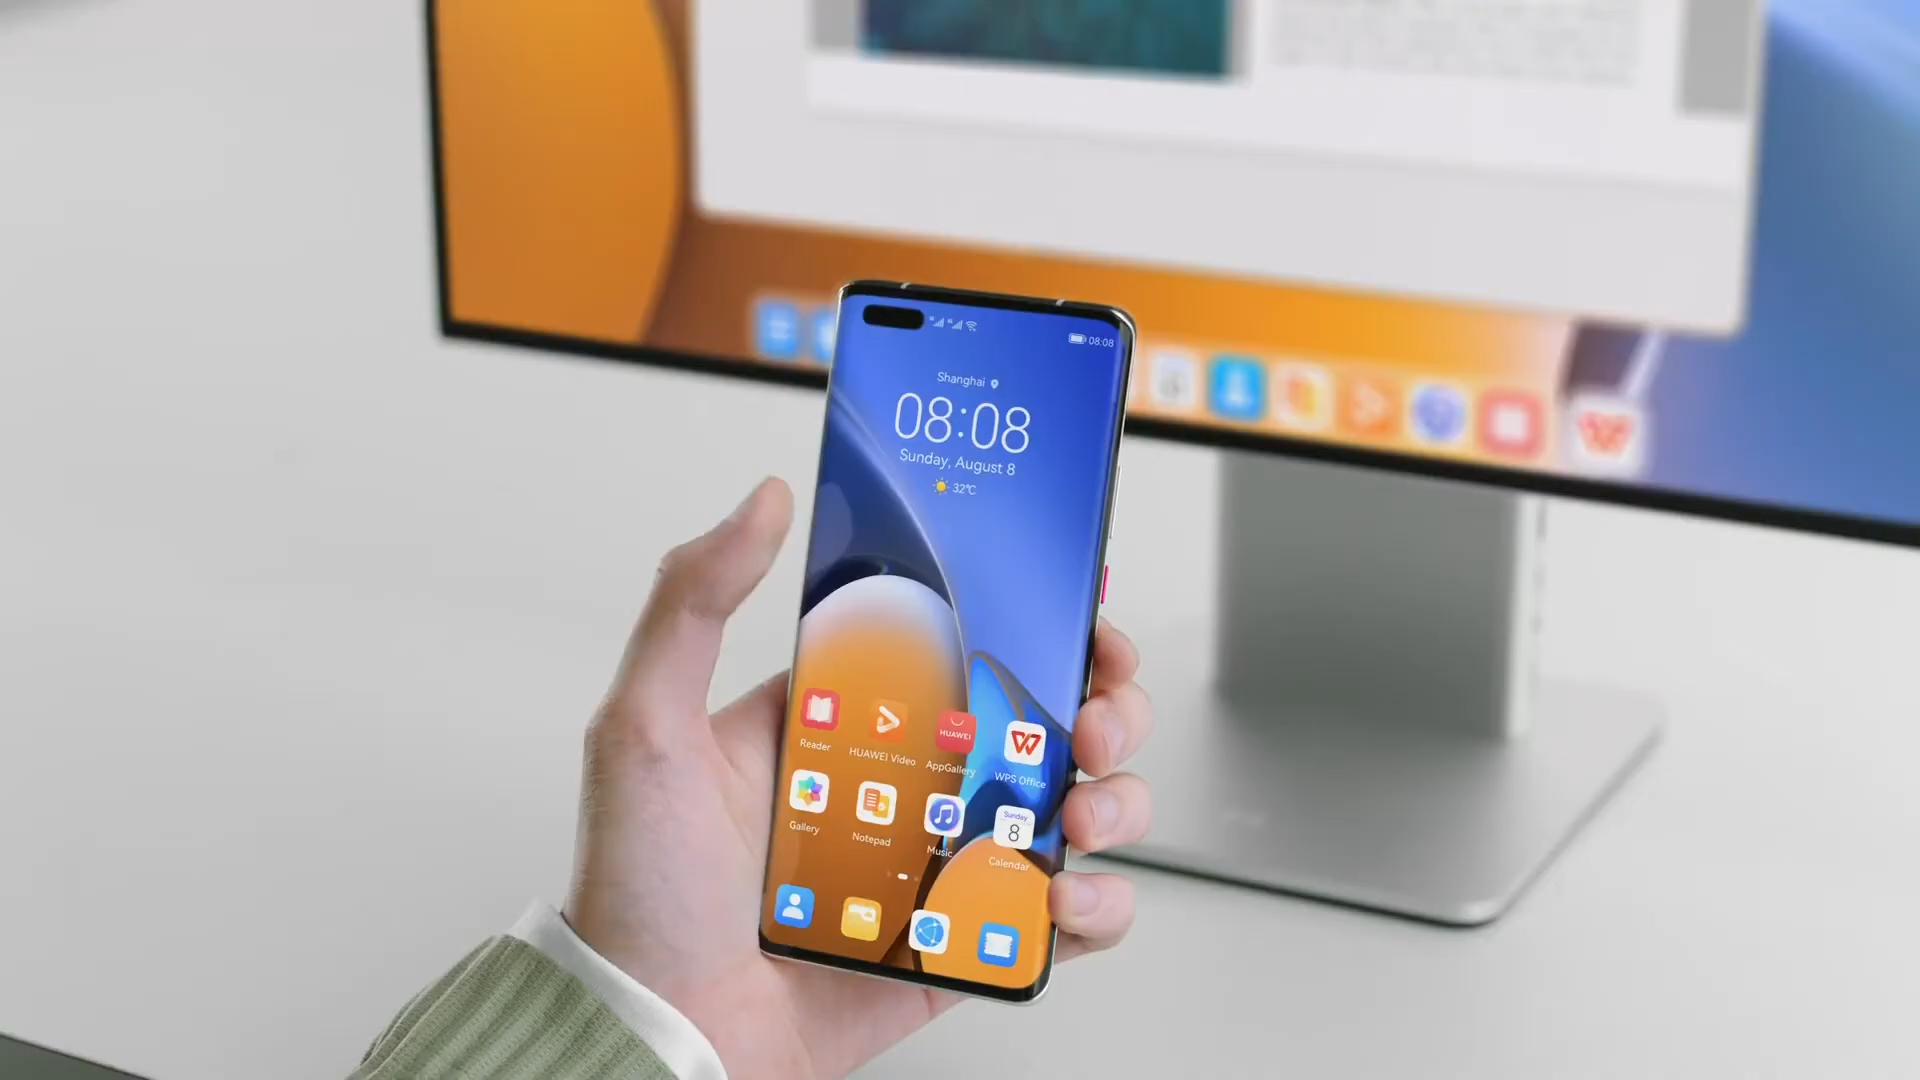 08:08
Shanghai
08:08
Sunday, August 8
32°C
HUAWEI
Reader
HUAWEI Video
AppGallery
WPS Office
Sunday
8
Gallery
Notepad
Music
Calendar